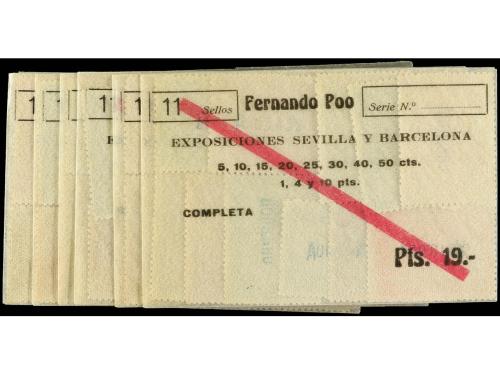 11 Sellos Fernando Poo Serie N.º
EXPOSICIONES SEVILLA Y BARCELONA
5, 10, 15, 20, 25, 30, 40, 50 cts.
1, 4 y 10 pts.
COMPLETA
Pts. 19.-